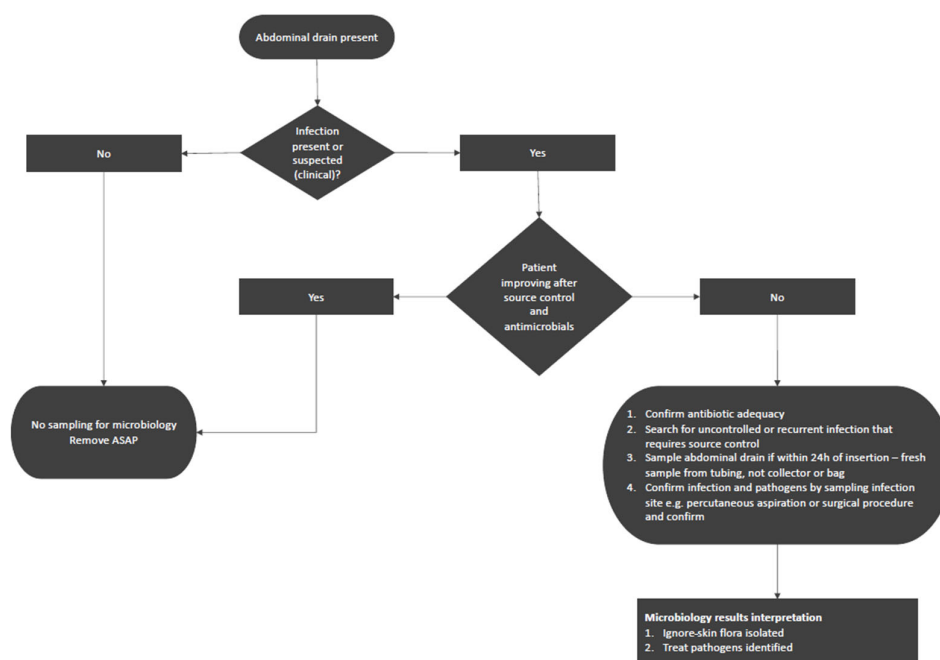 Abdominal drain present
Infection
present or
suspected
(clinical)?
No
Yes
Patient
improving after
source control
and
antimicrobials
Yes
No
No sampling for microbiology
Remove ASAP
1. Confirm antibiotic adequacy
2. Search for uncontrolled or recurrent infection that
requires source control
3. Sample abdominal drain if within 24h of insertion – fresh
sample from tubing, not collector or bag
4. Confirm infection and pathogens by sampling infection
site e.g. percutaneous aspiration or surgical procedure
and confirm
Microbiology results interpretation
1. Ignore-skin flora isolated
2. Treat pathogens identified